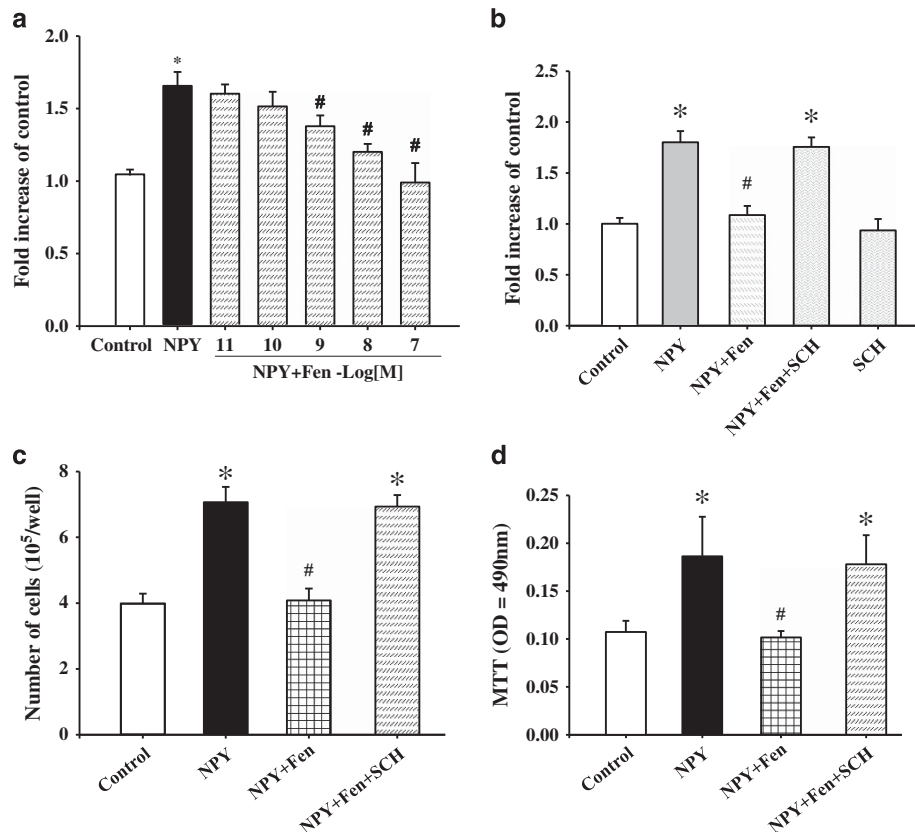 a
Fold increase of control
2.0
1.5
1.0
0.5
0.0
*
#
#
#
Control NPY 11 10 9 8 7
NPY+Fen -Log[M]
b
Fold increase of control
2.5
2.0
1.5
1.0
0.5
0.0
*
#
*
Control
NPY
NPY+Fen
NPY+Fen+SCH
SCH
c
Number of cells (10⁵/well)
8
6
4
2
0
*
#
*
Control
NPY
NPY+Fen
NPY+Fen+SCH
d
MTT (OD = 490nm)
0.25
0.20
0.15
0.10
0.05
0.00
*
#
*
Control
NPY
NPY+Fen
NPY+Fen+SCH